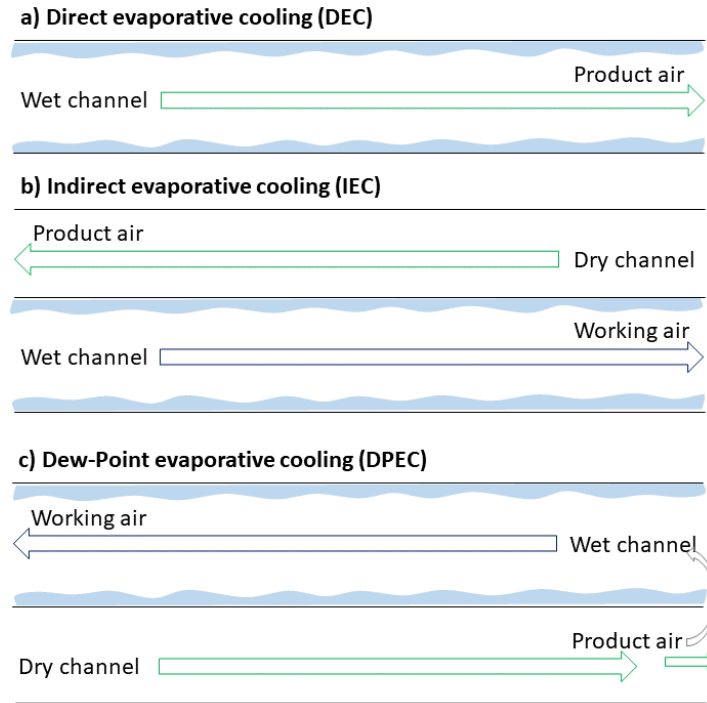 a) Direct evaporative cooling (DEC)
Product air
Wet channel
b) Indirect evaporative cooling (IEC)
Product air
Dry channel
Working air
Wet channel
c) Dew-Point evaporative cooling (DPEC)
Working air
Wet channel
Product air
Dry channel